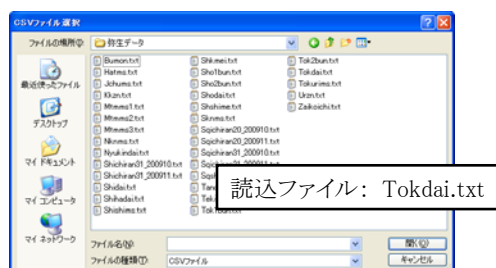 CSVファイル選択
ファイルの場所(I): 弥生データ
最近使ったファイル
デスクトップ
マイ ドキュメント
マイ コンピュータ
マイ ネットワーク
Bumon.txt
Hatms.txt
Jchums.txt
Kkzn.txt
Mtmms1.txt
Mtmms2.txt
Mtmms3.txt
Nknms.txt
Nyukindai.txt
Shichiran31_200910.txt
Shichiran31_200911.txt
Shidai.txt
Shihadai.txt
Shishime.txt
Shkmei.txt
Sho1bun.txt
Sho2bun.txt
Shodai.txt
Shshime.txt
Sknms.txt
Sqichiran20_200910.txt
Sqichiran20_200911.txt
Sqichiran31_200910.txt
Tok2bun.txt
Tokdai.txt
Tokurims.txt
Urzn.txt
Zaikoichi.txt
読込ファイル: Tokdai.txt
ファイル名(N):
開く(O)
ファイルの種類(T): CSVファイル
キャンセル